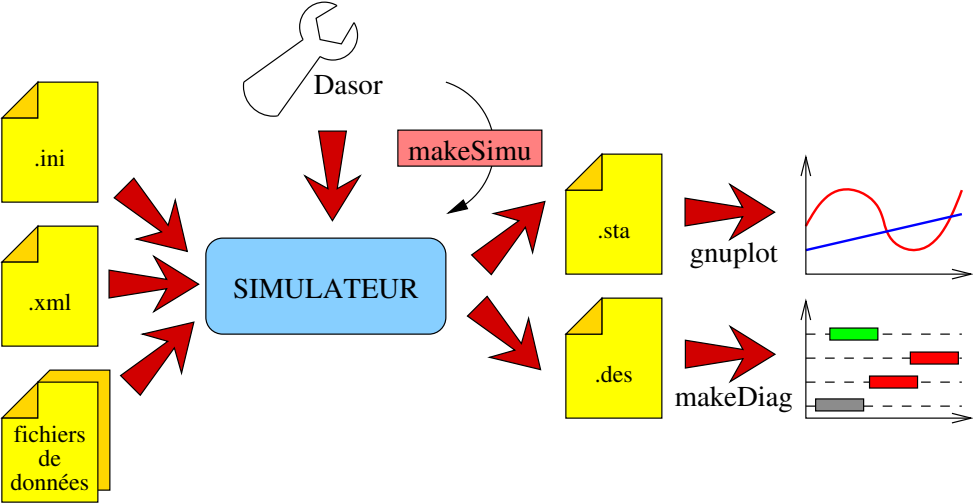 Dasor
makeSimu
.ini
.xml
fichiers
de
données
SIMULATEUR
.sta
gnuplot
.des
makeDiag